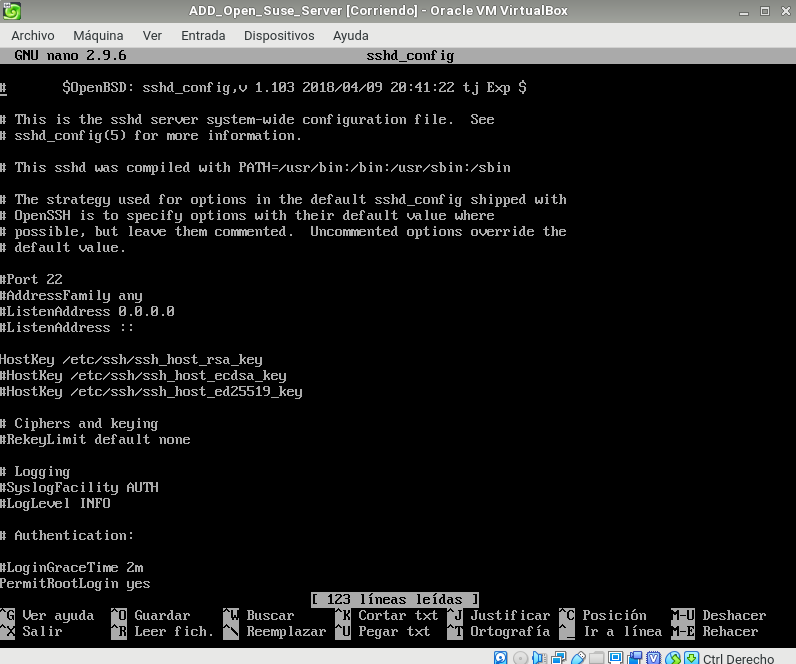 ADD_Open_Suse_Server [Corriendo] - Oracle VM VirtualBox
Archivo Máquina Ver Entrada Dispositivos Ayuda
GNU nano 2.9.6 sshd_config
# $OpenBSD: sshd_config,v 1.103 2018/04/09 20:41:22 tj Exp $
# This is the sshd server system-wide configuration file.  See
# sshd_config(5) for more information.
# This sshd was compiled with PATH=/usr/bin:/bin:/usr/sbin:/sbin
# The strategy used for options in the default sshd_config shipped with
# OpenSSH is to specify options with their default value where
# possible, but leave them commented.  Uncommented options override the
# default value.
#Port 22
#AddressFamily any
#ListenAddress 0.0.0.0
#ListenAddress ::
HostKey /etc/ssh/ssh_host_rsa_key
#HostKey /etc/ssh/ssh_host_ecdsa_key
#HostKey /etc/ssh/ssh_host_ed25519_key
# Ciphers and keying
#RekeyLimit default none
# Logging
#SyslogFacility AUTH
#LogLevel INFO
# Authentication:
#LoginGraceTime 2m
PermitRootLogin yes
[ 123 líneas leídas ]
^G Ver ayuda ^O Guardar ^W Buscar ^K Cortar txt ^J Justificar ^C Posición M-U Deshacer
^X Salir ^R Leer fich. ^\ Reemplazar ^U Pegar txt ^T Ortografía ^_ Ir a línea M-E Rehacer
Ctrl Derecho